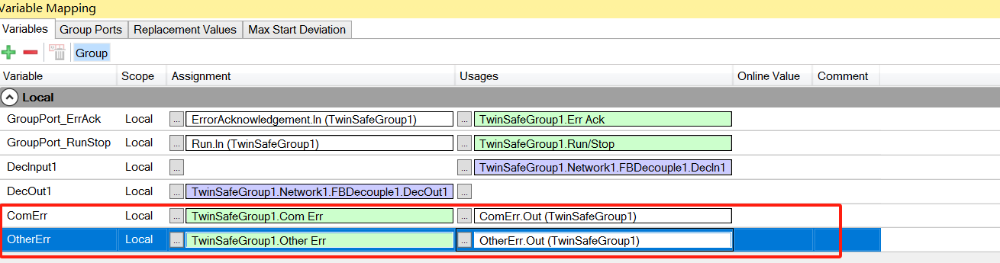 Variable Mapping
Variables Group Ports Replacement Values Max Start Deviation
Group
Variable Scope Assignment Usages Online Value Comment
Local
GroupPort_ErrAck Local ... ErrorAcknowledgement.In (TwinSafeGroup1) ... TwinSafeGroup1.Err Ack
GroupPort_RunStop Local ... Run.In (TwinSafeGroup1) ... TwinSafeGroup1.Run/Stop
DecInput1 Local ... ... TwinSafeGroup1.Network1.FBDecouple1.DecIn1
DecOut1 Local ... TwinSafeGroup1.Network1.FBDecouple1.DecOut1 ...
ComErr Local ... TwinSafeGroup1.Com Err ... ComErr.Out (TwinSafeGroup1)
OtherErr Local ... TwinSafeGroup1.Other Err ... OtherErr.Out (TwinSafeGroup1)